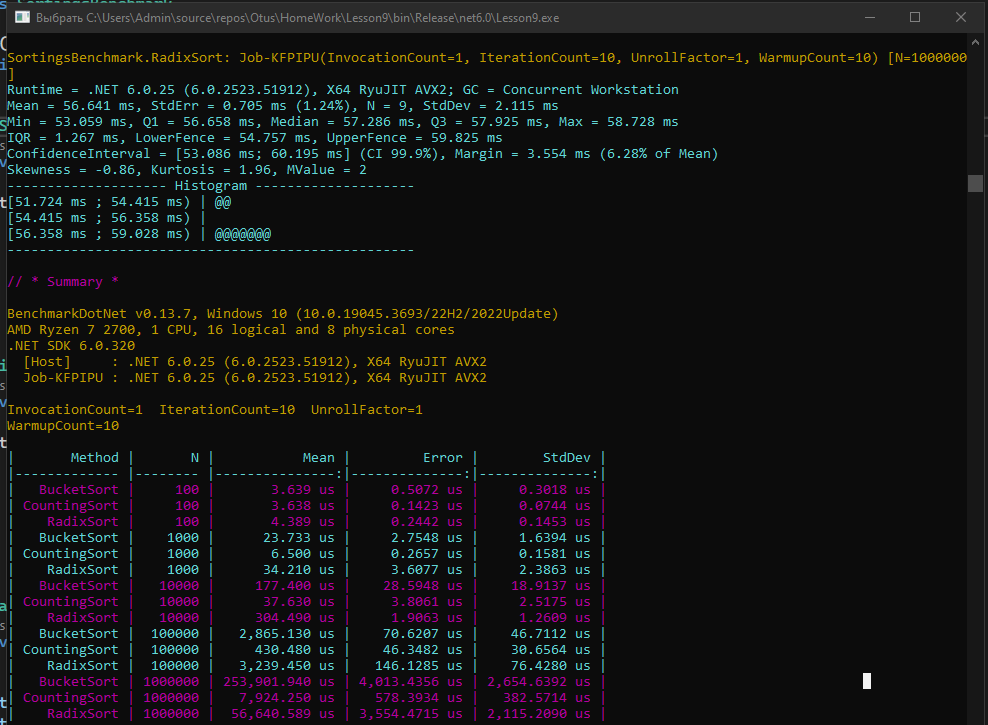 Выбрать C:\Users\Admin\source\repos\Otus\HomeWork\Lesson9\bin\Release\net6.0\Lesson9.exe
SortingsBenchmark.RadixSort: Job-KFPIPU(InvocationCount=1, IterationCount=10, UnrollFactor=1, WarmupCount=10) [N=1000000
]
Runtime = .NET 6.0.25 (6.0.2523.51912), X64 RyuJIT AVX2; GC = Concurrent Workstation
Mean = 56.641 ms, StdErr = 0.705 ms (1.24%), N = 9, StdDev = 2.115 ms
Min = 53.059 ms, Q1 = 56.658 ms, Median = 57.286 ms, Q3 = 57.925 ms, Max = 58.728 ms
IQR = 1.267 ms, LowerFence = 54.757 ms, UpperFence = 59.825 ms
ConfidenceInterval = [53.086 ms; 60.195 ms] (CI 99.9%), Margin = 3.554 ms (6.28% of Mean)
Skewness = -0.86, Kurtosis = 1.96, MValue = 2
-------------------- Histogram --------------------
[51.724 ms ; 54.415 ms) | @@
[54.415 ms ; 56.358 ms) |
[56.358 ms ; 59.028 ms) | @@@@@@@
---------------------------------------------------
// * Summary *
BenchmarkDotNet v0.13.7, Windows 10 (10.0.19045.3693/22H2/2022Update)
AMD Ryzen 7 2700, 1 CPU, 16 logical and 8 physical cores
.NET SDK 6.0.320
[Host]     : .NET 6.0.25 (6.0.2523.51912), X64 RyuJIT AVX2
Job-KFPIPU : .NET 6.0.25 (6.0.2523.51912), X64 RyuJIT AVX2
InvocationCount=1  IterationCount=10  UnrollFactor=1
WarmupCount=10
|       Method |       N |           Mean |         Error |        StdDev |
|------------- |-------- |---------------:|--------------:|--------------:|
|   BucketSort |     100 |       3.639 us |     0.5072 us |     0.3018 us |
| CountingSort |     100 |       3.638 us |     0.1423 us |     0.0744 us |
|    RadixSort |     100 |       4.389 us |     0.2442 us |     0.1453 us |
|   BucketSort |    1000 |      23.733 us |     2.7548 us |     1.6394 us |
| CountingSort |    1000 |       6.500 us |     0.2657 us |     0.1581 us |
|    RadixSort |    1000 |      34.210 us |     3.6077 us |     2.3863 us |
|   BucketSort |   10000 |     177.400 us |    28.5948 us |    18.9137 us |
| CountingSort |   10000 |      37.630 us |     3.8061 us |     2.5175 us |
|    RadixSort |   10000 |     304.490 us |     1.9063 us |     1.2609 us |
|   BucketSort |  100000 |   2,865.130 us |    70.6207 us |    46.7112 us |
| CountingSort |  100000 |     430.480 us |    46.3482 us |    30.6564 us |
|    RadixSort |  100000 |   3,239.450 us |   146.1285 us |    76.4280 us |
|   BucketSort | 1000000 | 253,901.940 us | 4,013.4356 us | 2,654.6392 us |
| CountingSort | 1000000 |   7,924.250 us |   578.3934 us |   382.5714 us |
|    RadixSort | 1000000 |  56,640.589 us | 3,554.4715 us | 2,115.2090 us |